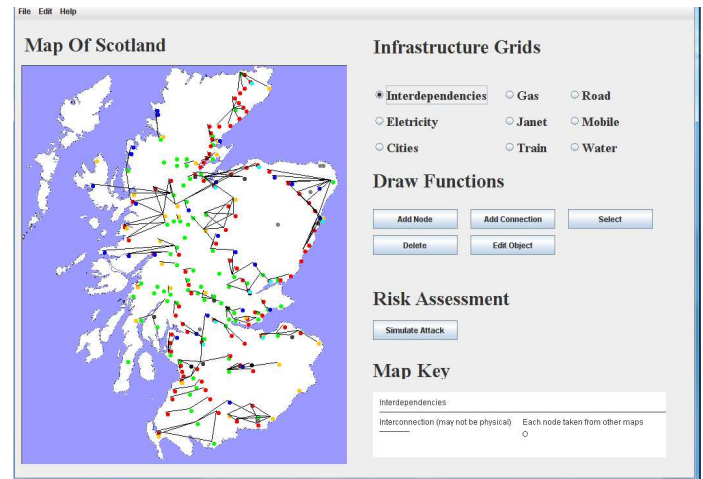 File Edit Help
Map Of Scotland
Infrastructure Grids
Interdependencies Gas Road
Eletricity Janet Mobile
Cities Train Water
Draw Functions
Add Node Add Connection Select
Delete Edit Object
Risk Assessment
Simulate Attack
Map Key
Interdependencies
Interconnection (may not be physical) Each node taken from other maps